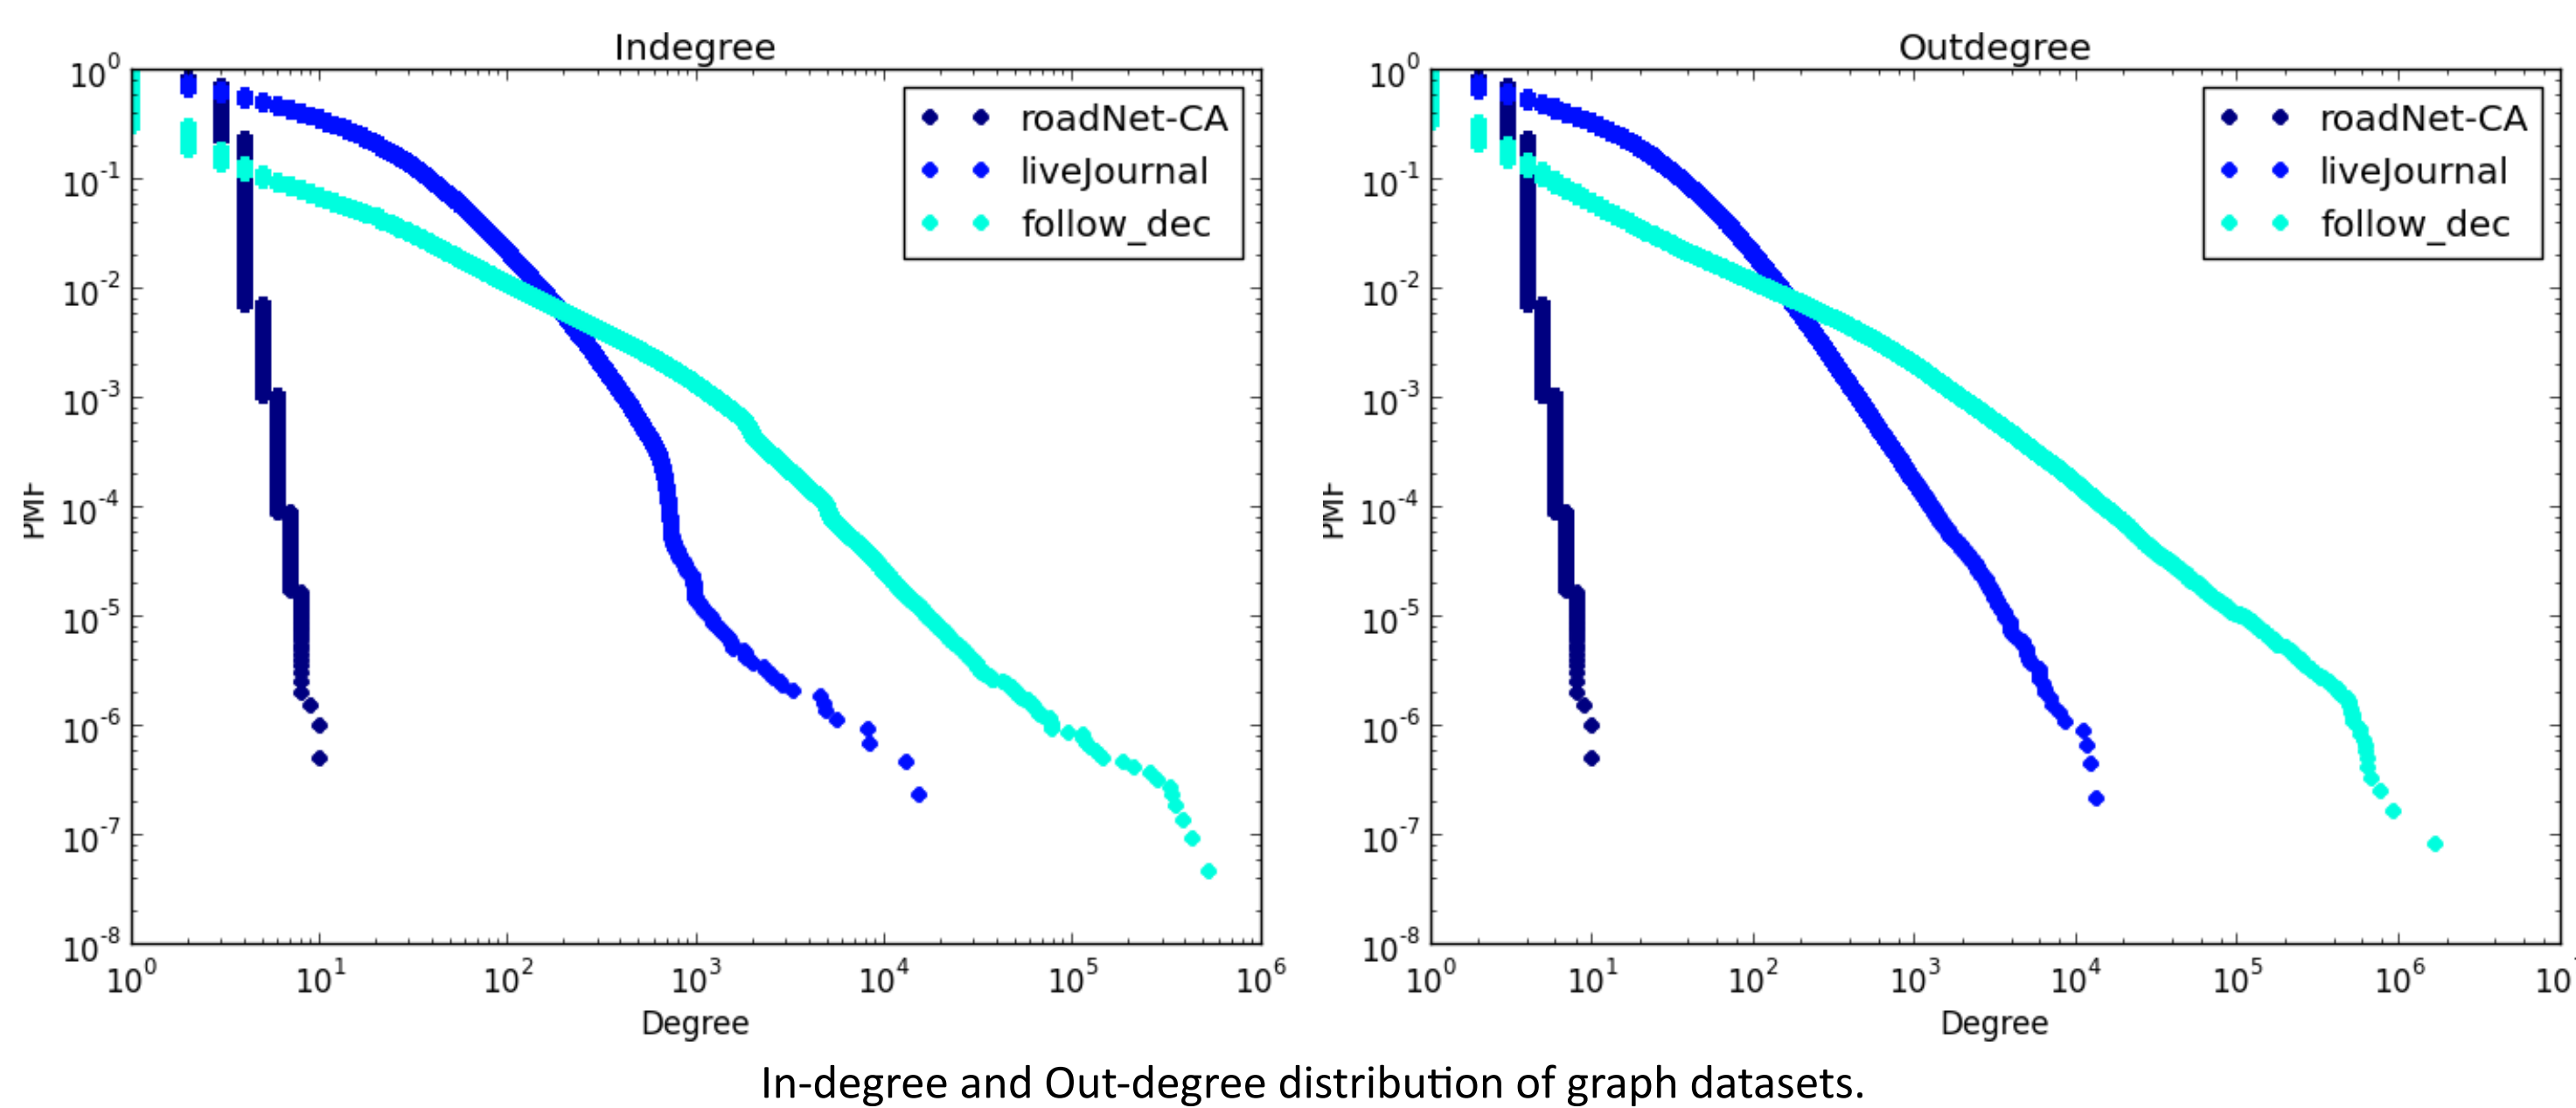 Indegree
10^0
10^-1
10^-2
10^-3
10^-4
10^-5
10^-6
10^-7
10^-8
PMF
roadNet-CA
liveJournal
follow_dec
10^0 10^1 10^2 10^3 10^4 10^5 10^6
Degree
Outdegree
10^0
10^-1
10^-2
10^-3
10^-4
10^-5
10^-6
10^-7
10^-8
PMF
roadNet-CA
liveJournal
follow_dec
10^0 10^1 10^2 10^3 10^4 10^5 10^6 10
Degree
In-degree and Out-degree distribution of graph datasets.